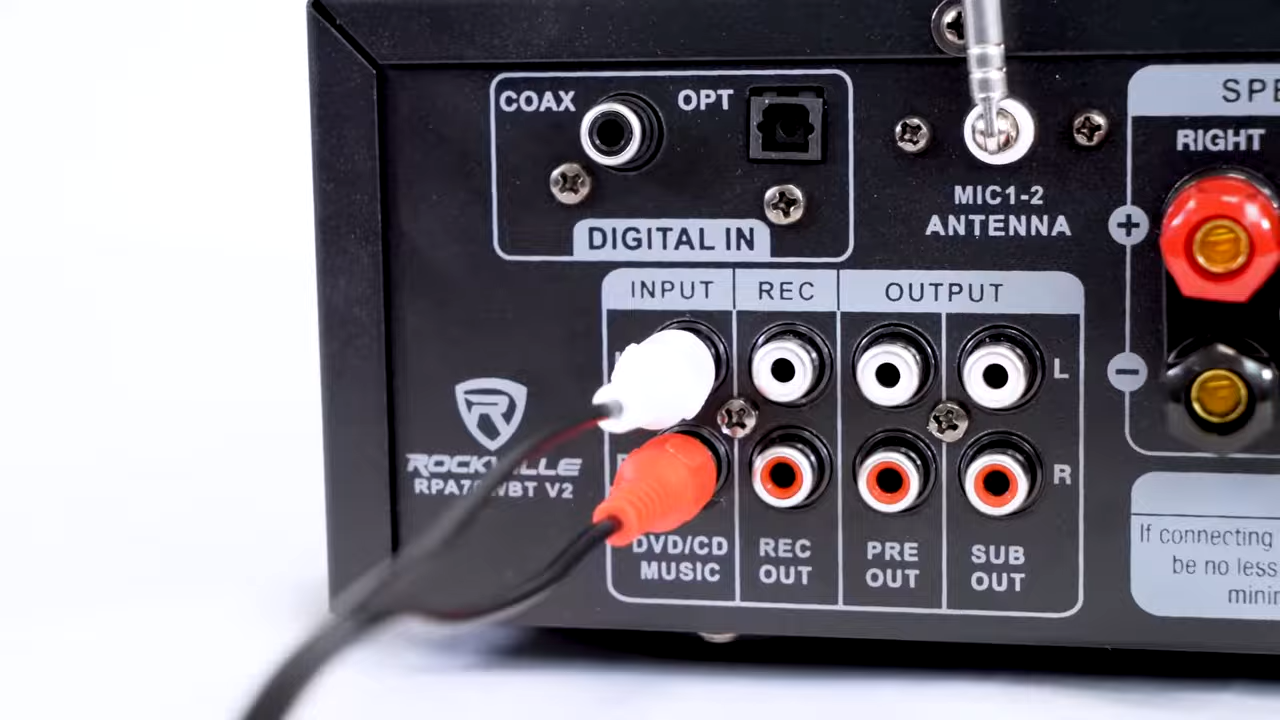 COAX
OPT
DIGITAL IN
MIC1-2
ANTENNA
SPE
RIGHT
+
−
INPUT REC OUTPUT
L
R
ROCKVILLE
V2
DVD/CD
MUSIC
REC
OUT
PRE
OUT
SUB
OUT
If connecting
be no less
minim